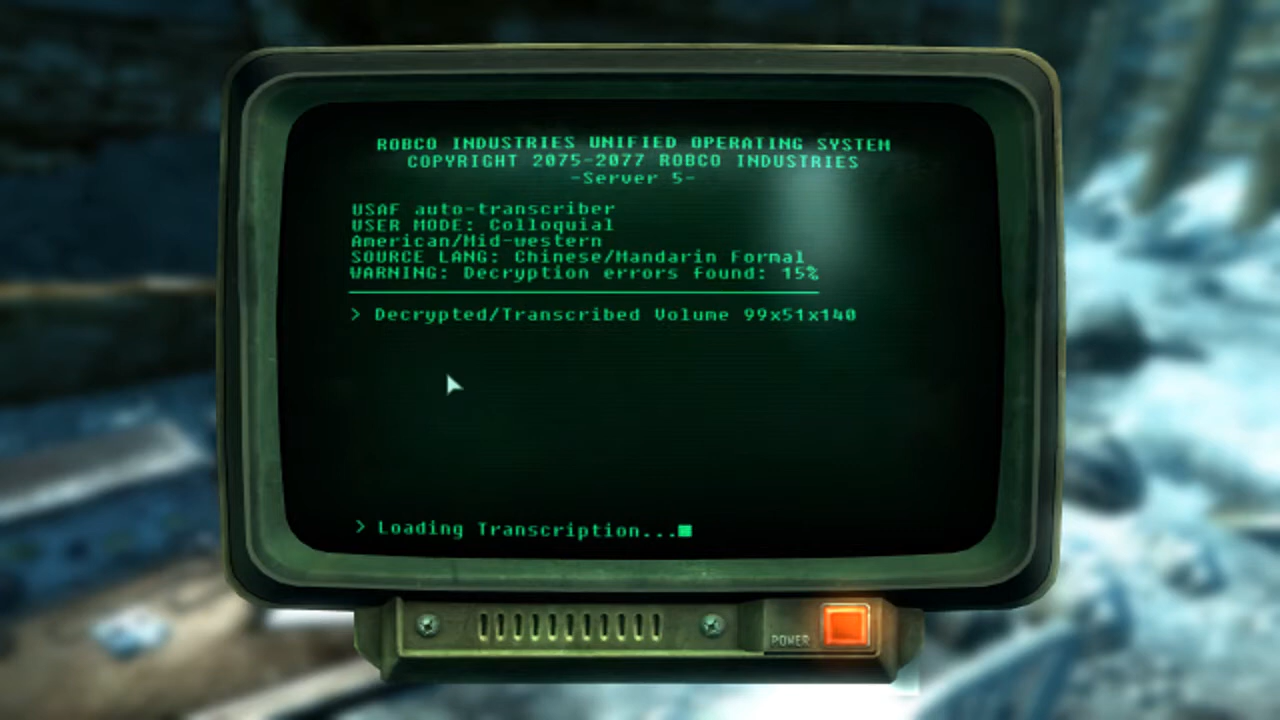 ROBCO INDUSTRIES UNIFIED OPERATING SYSTEM
COPYRIGHT 2075-2077 ROBCO INDUSTRIES
-Server 5-
USAF auto-transcriber
USER MODE: Colloquial
American/Mid-western
SOURCE LANG: Chinese/Mandarin Formal
WARNING: Decryption errors found: 15%
> Decrypted/Transcribed Volume 99x51x140
> Loading Transcription...
POWER